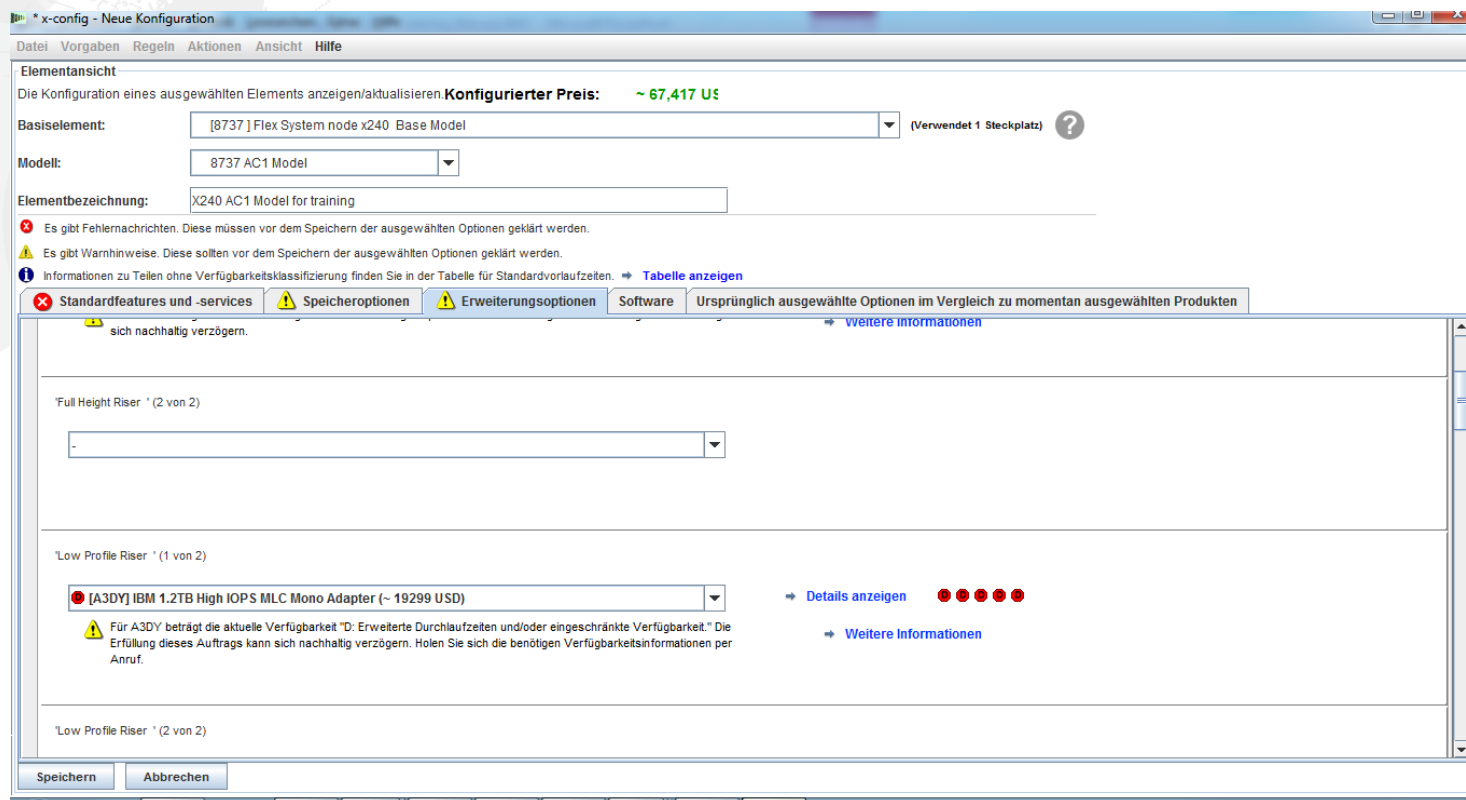 * x-config - Neue Konfiguration
Datei Vorgaben Regeln Aktionen Ansicht Hilfe
Elementansicht
Die Konfiguration eines ausgewählten Elements anzeigen/aktualisieren. Konfigurierter Preis: ~ 67,417 US
Basiselement: [8737 ] Flex System node x240 Base Model (Verwendet 1 Steckplatz) ?
Modell: 8737 AC1 Model
Elementbezeichnung: X240 AC1 Model for training
Es gibt Fehlernachrichten. Diese müssen vor dem Speichern der ausgewählten Optionen geklärt werden.
Es gibt Warnhinweise. Diese sollten vor dem Speichern der ausgewählten Optionen geklärt werden.
Informationen zu Teilen ohne Verfügbarkeitsklassifizierung finden Sie in der Tabelle für Standardvorlaufzeiten. Tabelle anzeigen
Standardfeatures und -services Speicheroptionen Erweiterungsoptionen Software Ursprünglich ausgewählte Optionen im Vergleich zu momentan ausgewählten Produkten
Weitere Informationen
sich nachhaltig verzögern.
'Full Height Riser ' (2 von 2)
-
'Low Profile Riser ' (1 von 2)
D [A3DY] IBM 1.2TB High IOPS MLC Mono Adapter (~ 19299 USD) Details anzeigen D D D D D
Für A3DY beträgt die aktuelle Verfügbarkeit "D: Erweiterte Durchlaufzeiten und/oder eingeschränkte Verfügbarkeit." Die
Erfüllung dieses Auftrags kann sich nachhaltig verzögern. Holen Sie sich die benötigen Verfügbarkeitsinformationen per
Anruf.
Weitere Informationen
'Low Profile Riser ' (2 von 2)
Speichern Abbrechen